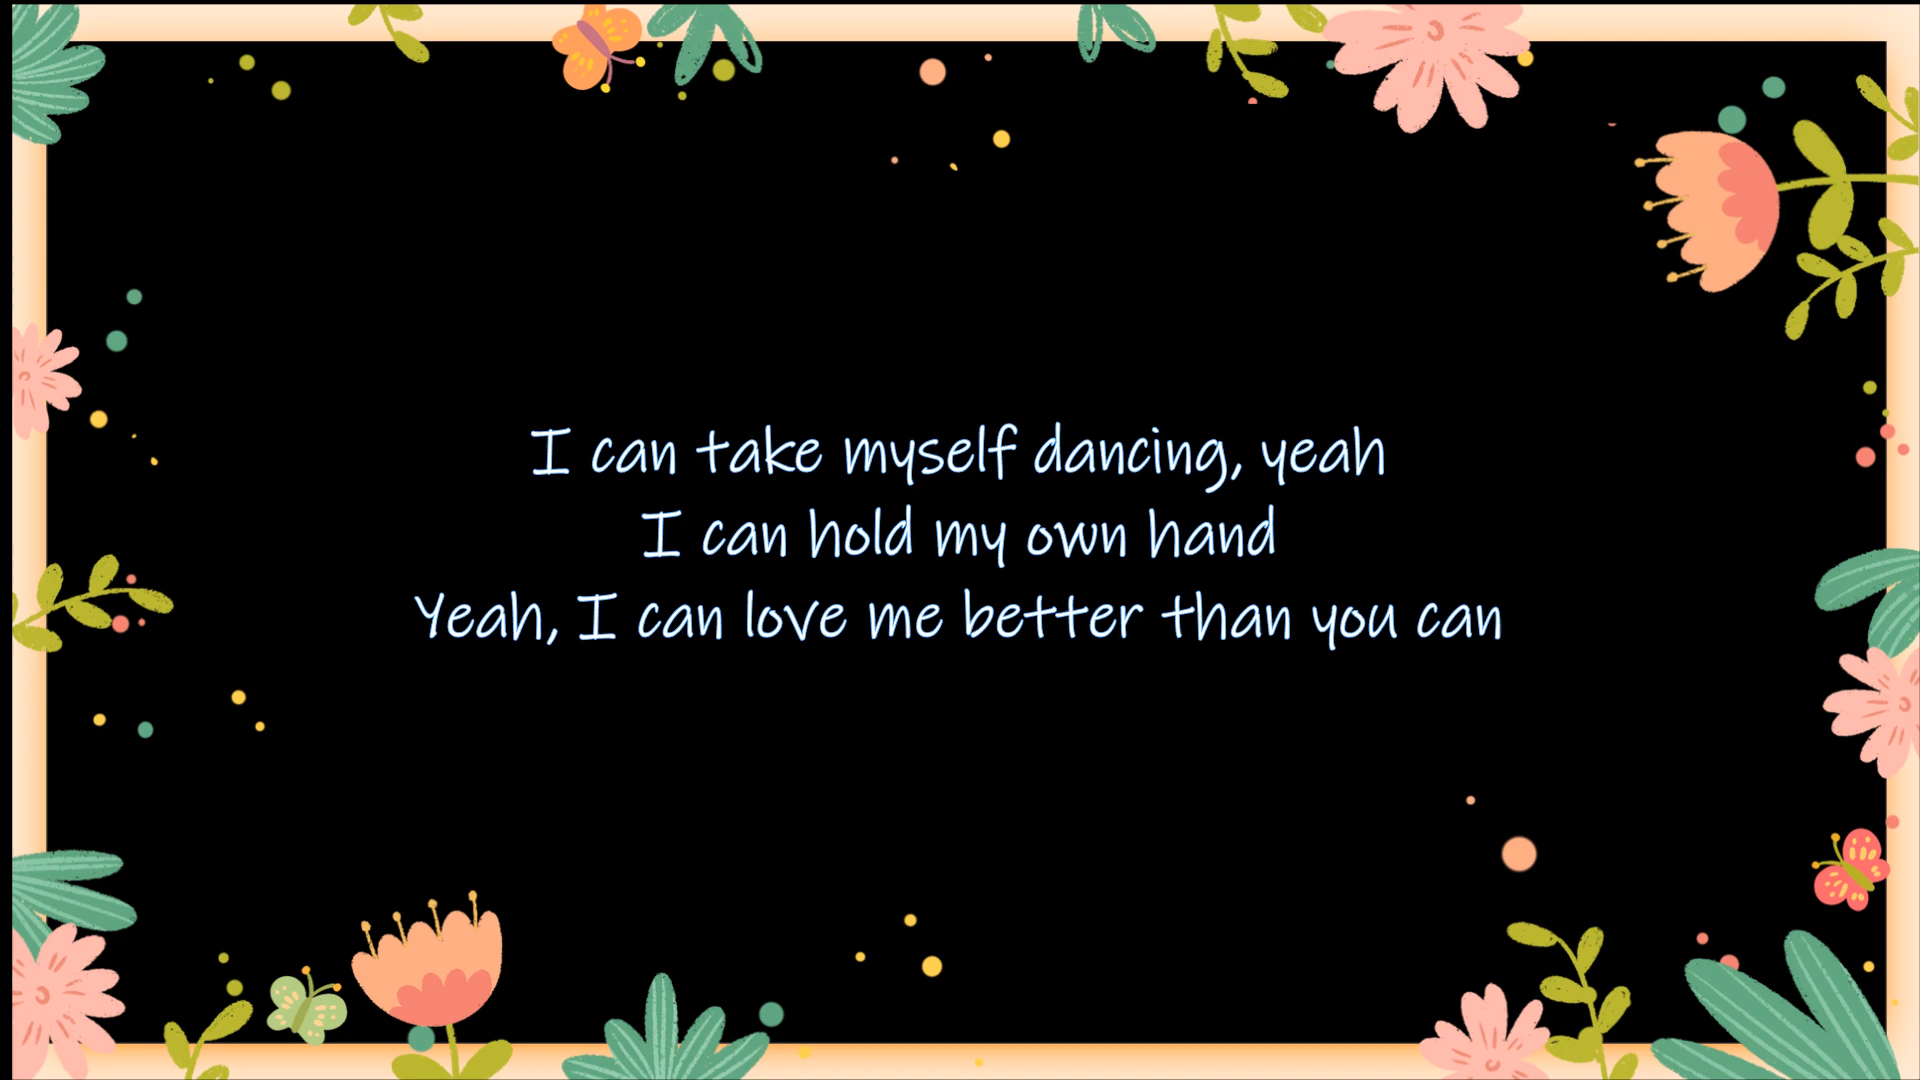 I can take myself dancing, yeah
I can hold my own hand
Yeah, I can love me better than you can